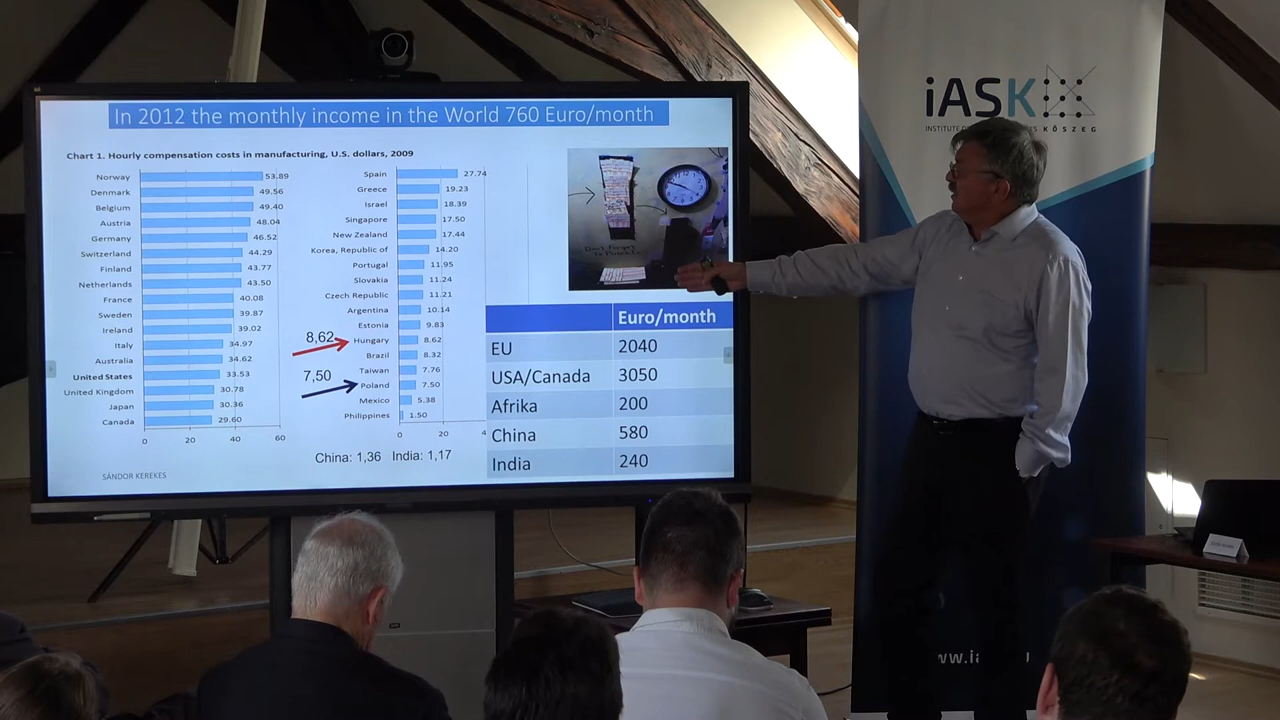 In 2012 the monthly income in the World 760 Euro/month
Chart 1. Hourly compensation costs in manufacturing, U.S. dollars, 2009
Norway 53.89
Denmark 49.56
Belgium 49.40
Austria 48.04
Germany 46.52
Switzerland 44.29
Finland 43.77
Netherlands 43.50
France 40.08
Sweden 39.87
Ireland 39.02
Italy 34.97
Australia 34.62
United States 33.53
United Kingdom 30.78
Japan 30.36
Canada 29.60
0 20 40 60
Spain 27.74
Greece 19.23
Israel 18.39
Singapore 17.50
New Zealand 17.44
Korea, Republic of 14.20
Portugal 11.95
Slovakia 11.24
Czech Republic 11.21
Argentina 10.14
Estonia 9.83
8,62 Hungary 8.62
Brazil 8.32
Taiwan 7.76
7,50 Poland 7.50
Mexico 5.38
Philippines 1.50
0 20 4
China: 1,36 India: 1,17
SÁNDOR KEREKES
Euro/month
EU 2040
USA/Canada 3050
Afrika 200
China 580
India 240
iASK
INSTITUTE KŐSZEG